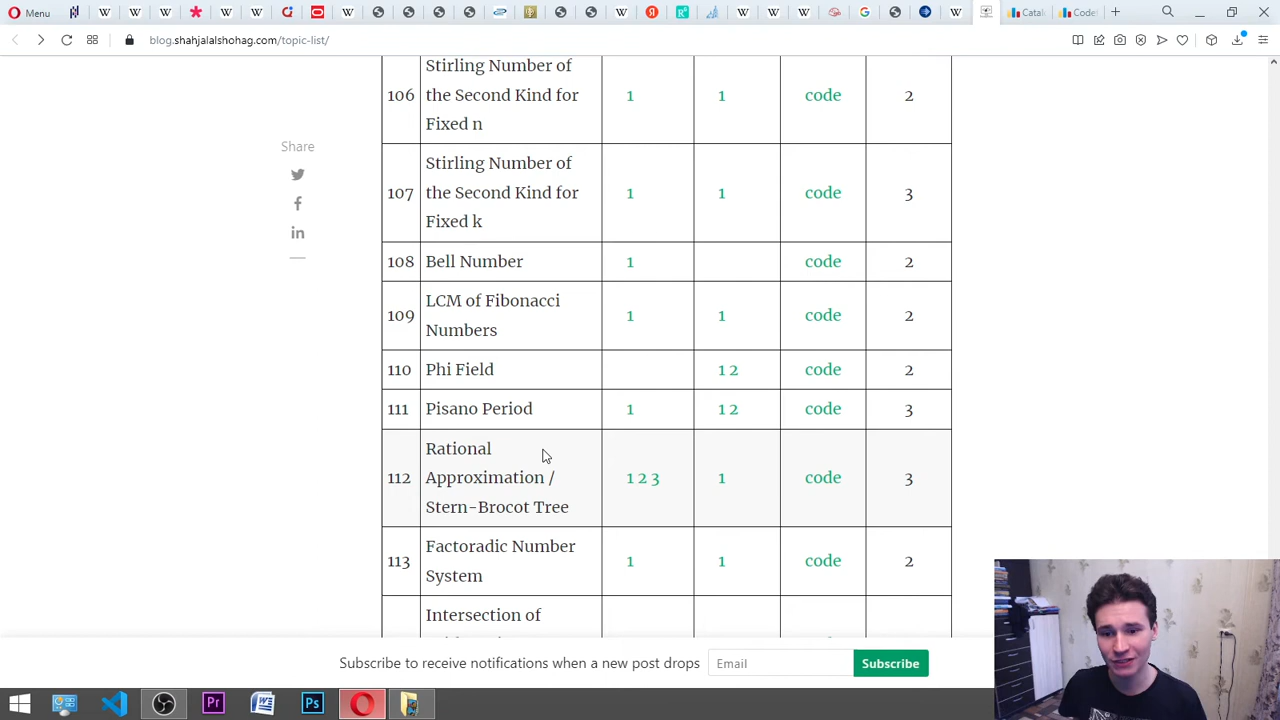 Menu
Catal
Code
blog.shahjalalshohag.com/topic-list/
Share
106
Stirling Number of
the Second Kind for
Fixed n
1
1
code
2
107
Stirling Number of
the Second Kind for
Fixed k
1
1
code
3
108
Bell Number
1
code
2
109
LCM of Fibonacci
Numbers
1
1
code
2
110
Phi Field
1 2
code
2
111
Pisano Period
1
1 2
code
3
112
Rational
Approximation /
Stern-Brocot Tree
1 2 3
1
code
3
113
Factoradic Number
System
1
1
code
2
Intersection of
Subscribe to receive notifications when a new post drops
Email
Subscribe